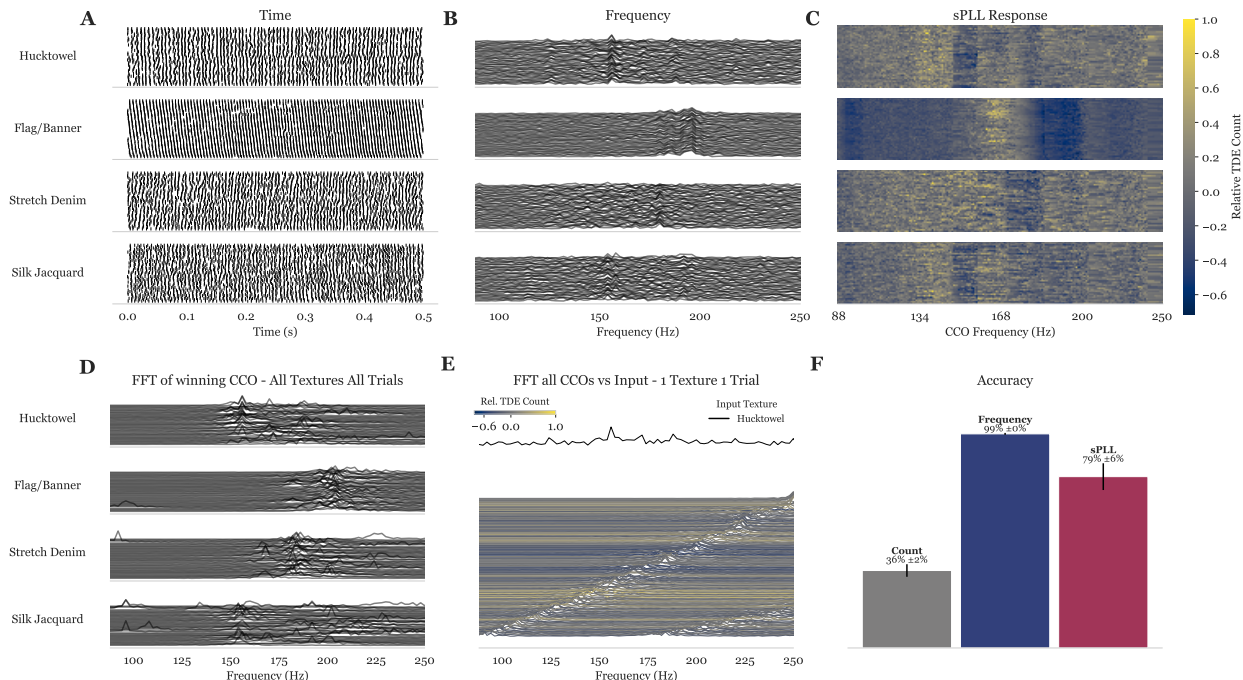 A
Time
B
Frequency
C
sPLL Response
Hucktowel
Flag/Banner
Stretch Denim
Silk Jacquard
0.0 0.1 0.2 0.3 0.4 0.5
Time (s)
100 150 200 250
Frequency (Hz)
88 134 168 200 250
CCO Frequency (Hz)
1.0
0.8
0.6
0.4
0.2
0.0
−0.2
−0.4
−0.6
Relative TDE Count
D
FFT of winning CCO - All Textures All Trials
Hucktowel
Flag/Banner
Stretch Denim
Silk Jacquard
100 125 150 175 200 225 250
Frequency (Hz)
E
FFT all CCOs vs Input - 1 Texture 1 Trial
Rel. TDE Count
−0.6 0.0 1.0
Input Texture
Hucktowel
100 125 150 175 200 225 250
Frequency (Hz)
F
Accuracy
Count
36% ±2%
Frequency
99% ±0%
sPLL
79% ±6%